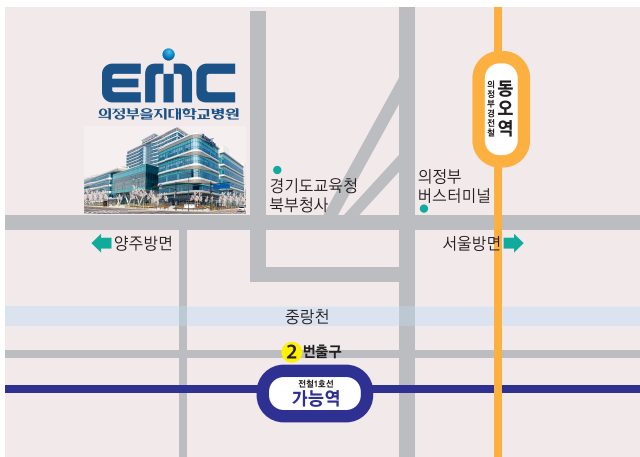 EMC
의정부을지대학교병원
의정부경전철
동오역
경기도교육청
북부청사
의정부
버스터미널
양주방면
서울방면
중랑천
2 번출구
전철1호선
가능역